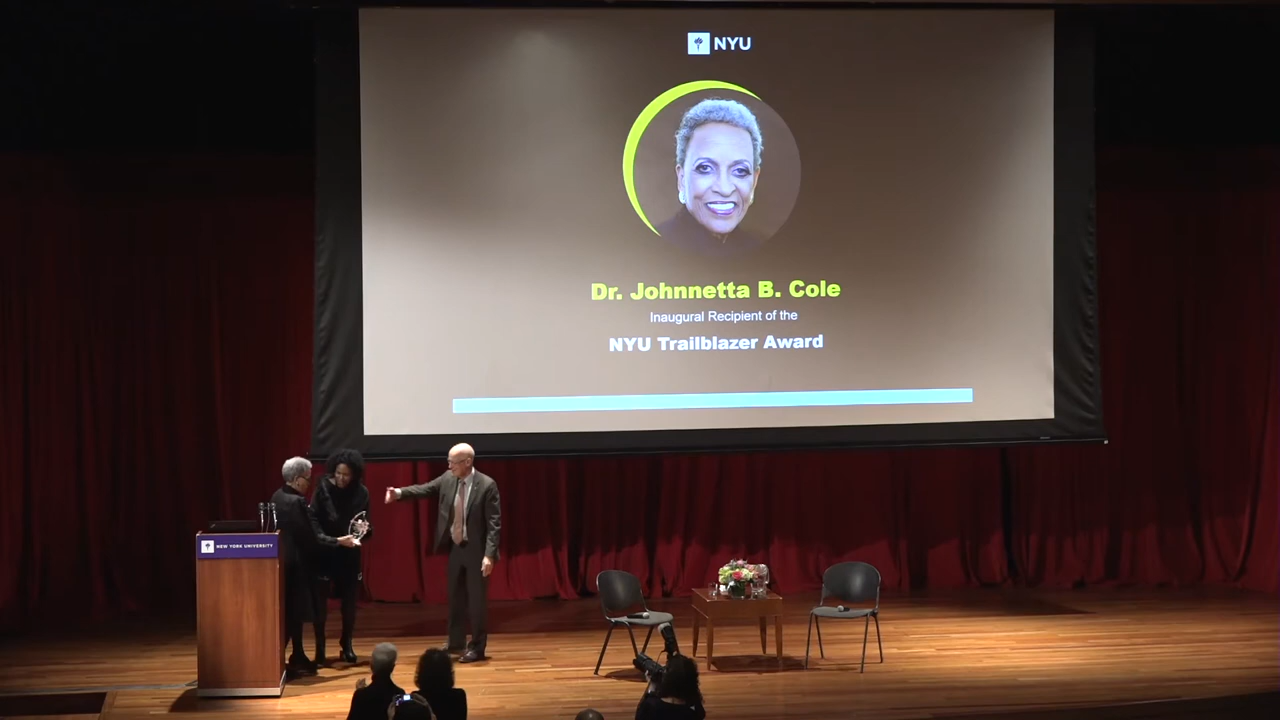 NYU
Dr. Johnnetta B. Cole
Inaugural Recipient of the
NYU Trailblazer Award
NEW YORK UNIVERSITY